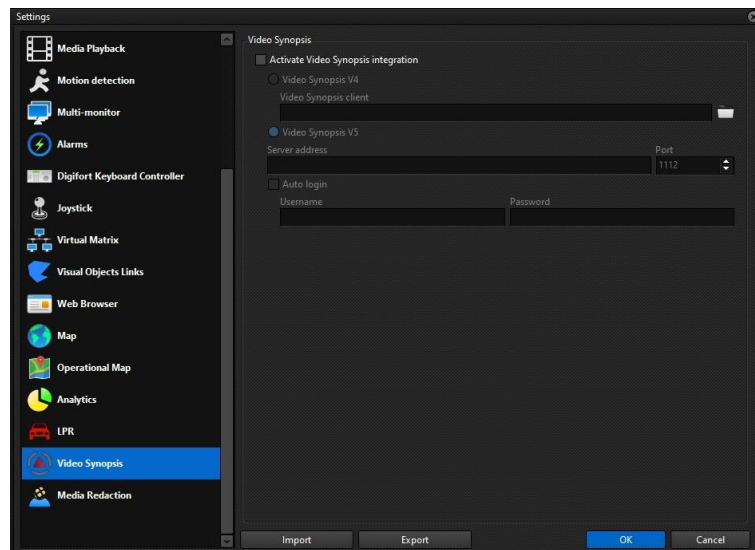 Settings
Media Playback
Motion detection
Multi-monitor
Alarms
Digifort Keyboard Controller
Joystick
Virtual Matrix
Visual Objects Links
Web Browser
Map
Operational Map
Analytics
LPR
Video Synopsis
Media Redaction
Video Synopsis
Activate Video Synopsis integration
Video Synopsis V4
Video Synopsis client
Video Synopsis V5
Server address Port
1112
Auto login
Username Password
Import Export OK Cancel